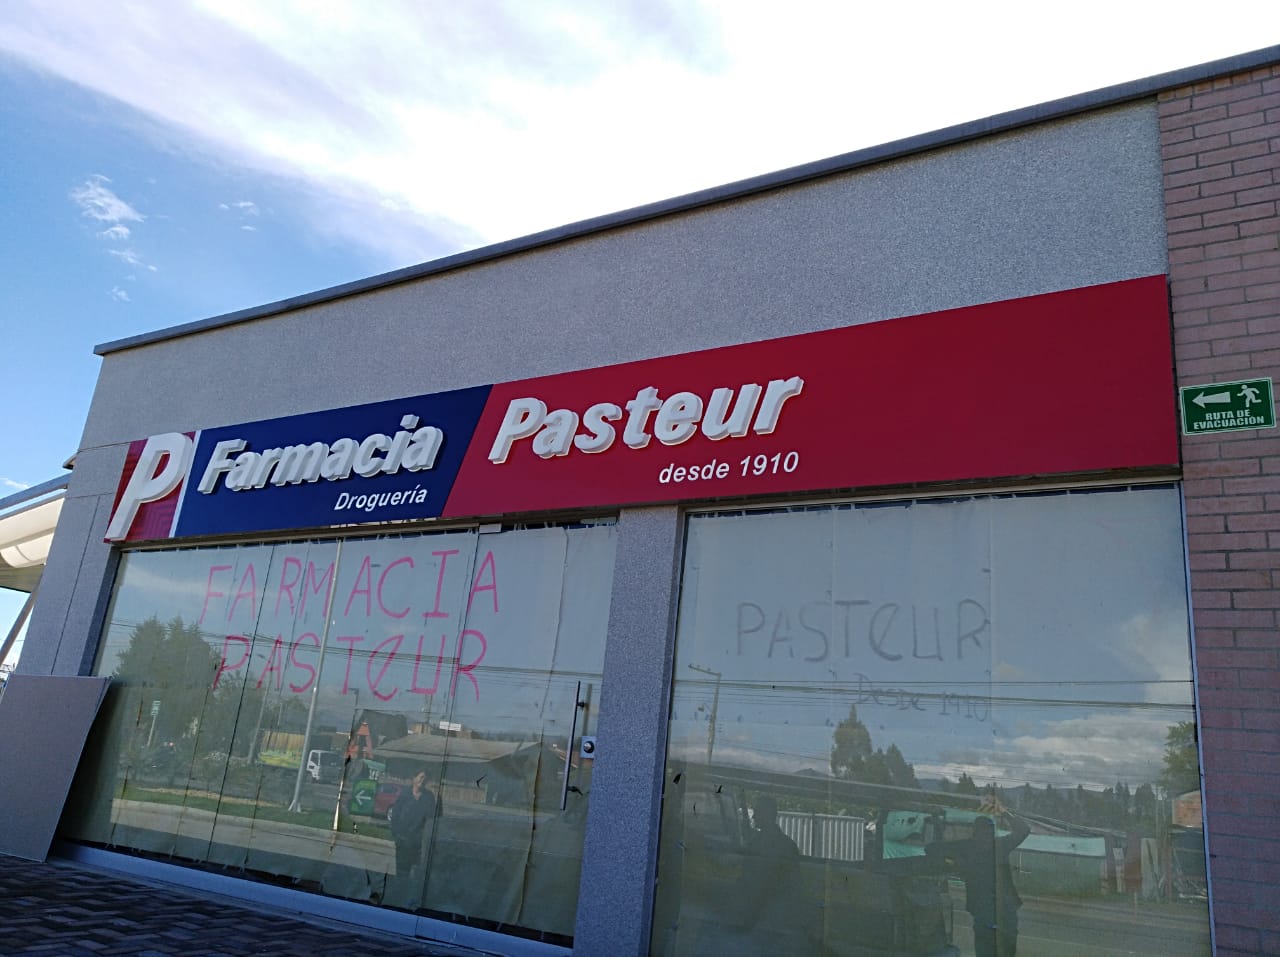 P Farmacia Pasteur
Droguería desde 1910
RUTA DE
EVACUACIÓN
FARMACIA
PASTEUR
PASTEUR
Desde 1910